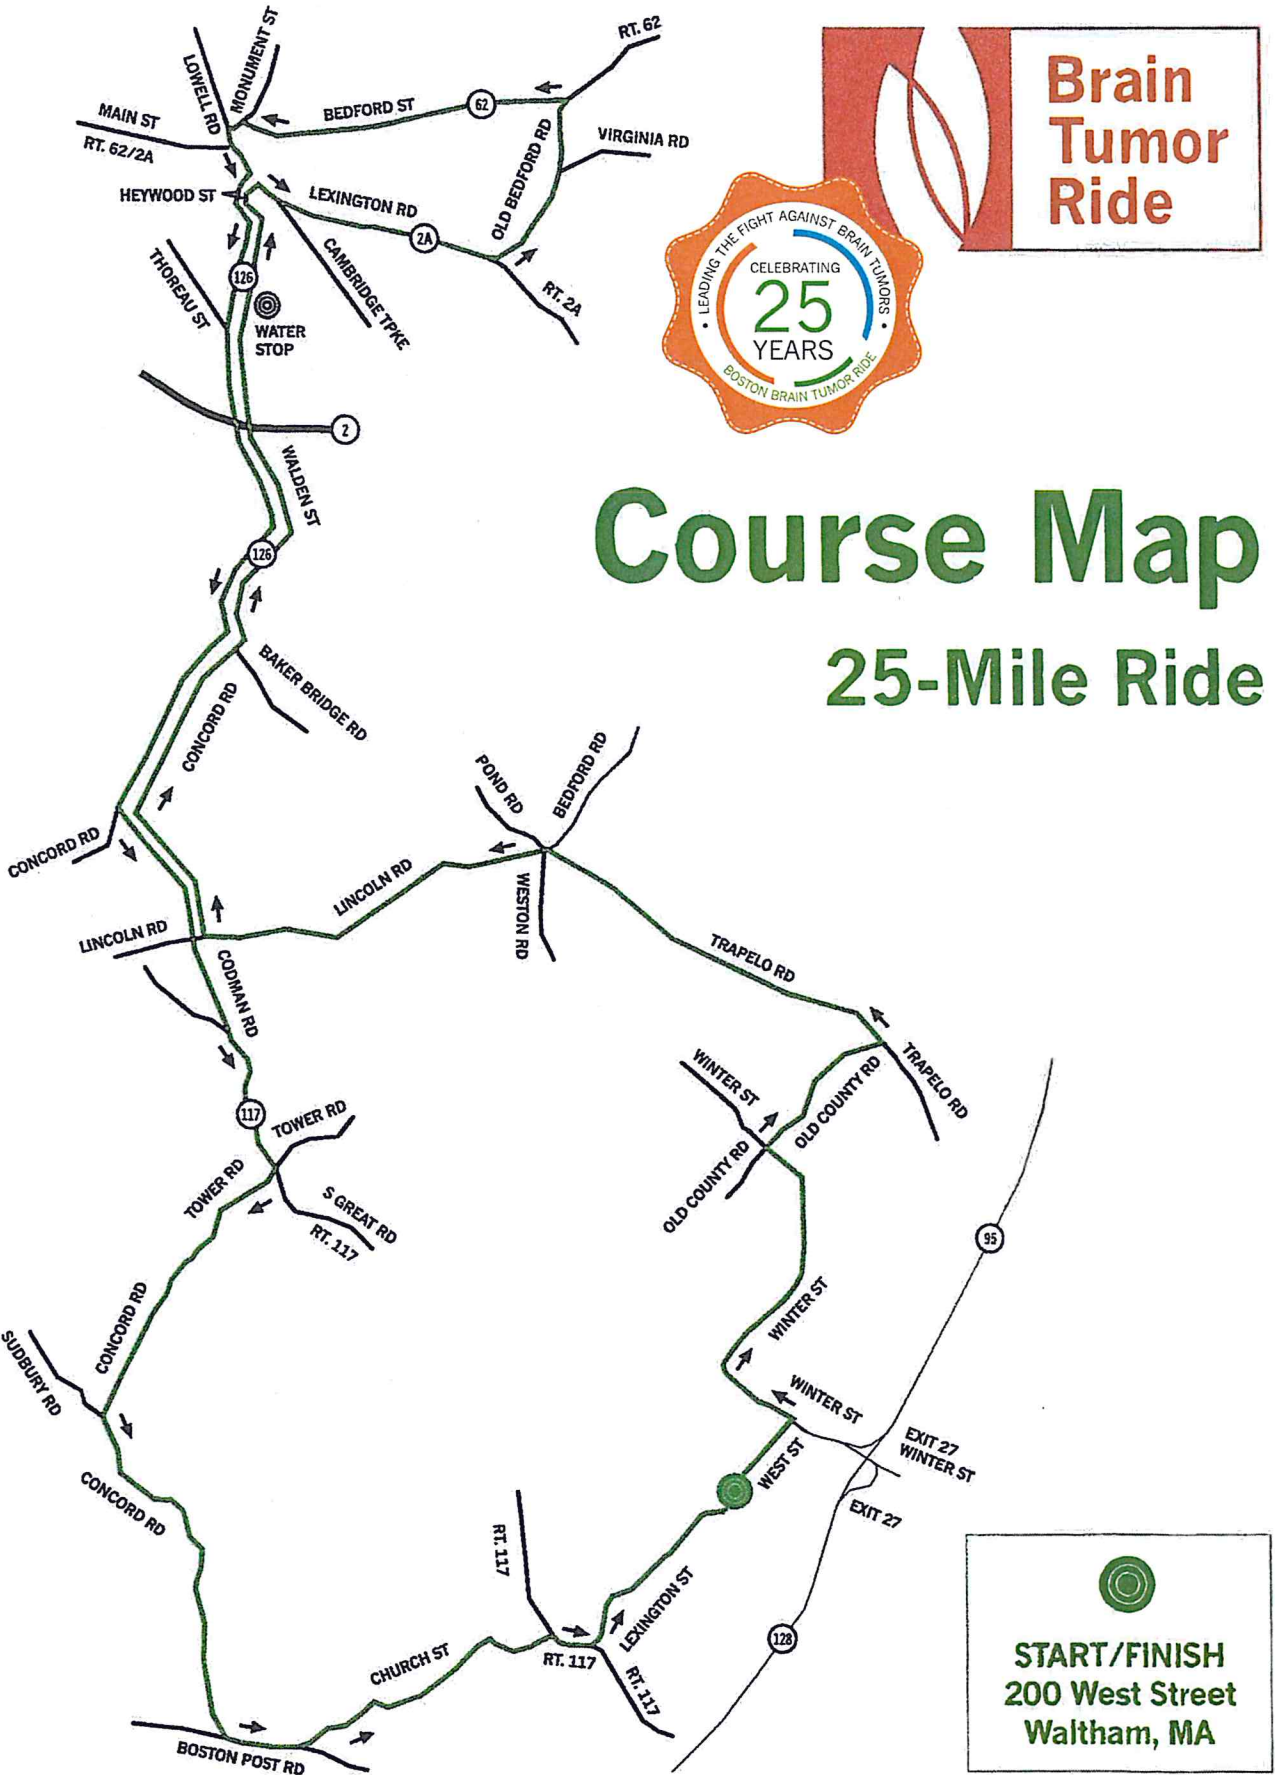 MONUMENT ST
LOWELL RD
RT. 62
MAIN ST
RT. 62/2A
BEDFORD ST
62
VIRGINIA RD
OLD BEDFORD RD
HEYWOOD ST
LEXINGTON RD
2A
RT. 2A
CAMBRIDGE TPKE
THOREAU ST
126
WATER
STOP
2
WALDEN ST
126
BAKER BRIDGE RD
CONCORD RD
CONCORD RD
Brain
Tumor
Ride
• LEADING THE FIGHT AGAINST BRAIN TUMORS •
CELEBRATING
25
YEARS
BOSTON BRAIN TUMOR RIDE
Course Map
25-Mile Ride
POND RD
BEDFORD RD
LINCOLN RD
WESTON RD
LINCOLN RD
CODMAN RD
TRAPELO RD
TRAPELO RD
WINTER ST
OLD COUNTY RD
OLD COUNTY RD
117
TOWER RD
TOWER RD
S GREAT RD
RT. 117
95
WINTER ST
CONCORD RD
SUDBURY RD
WINTER ST
EXIT 27
WINTER ST
WEST ST
EXIT 27
CONCORD RD
RT. 117
LEXINGTON ST
128
CHURCH ST
RT. 117
RT. 117
BOSTON POST RD
START/FINISH
200 West Street
Waltham, MA